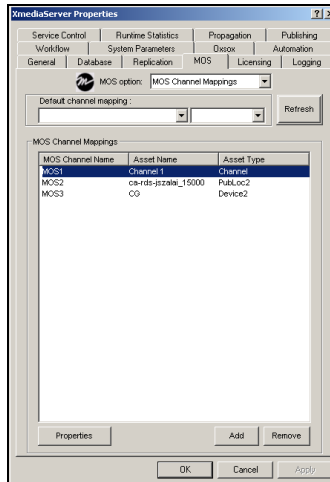 XmediaServer Properties
Service Control Runtime Statistics Propagation Publishing
Workflow System Parameters Oxsox Automation
General Database Replication MOS Licensing Logging
MOS option: MOS Channel Mappings
Default channel mapping :
Refresh
MOS Channel Mappings
MOS Channel Name Asset Name Asset Type
MOS1 Channel 1 Channel
MOS2 ca-rds-jszalai_15000 PubLoc2
MOS3 CG Device2
Properties Add Remove
OK Cancel Apply